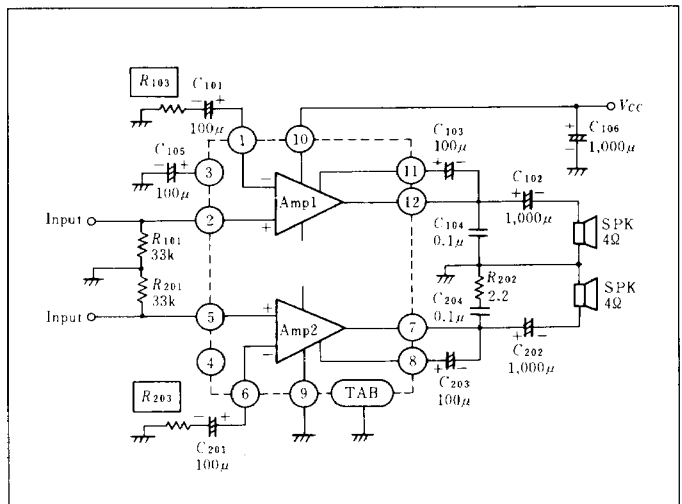 R103
C101
100μ
1
10
Vcc
C106
1,000μ
C103
100μ
C105
100μ
3
11
C102
1,000μ
Amp1
12
Input
2
C104
0.1μ
SPK
4Ω
R101
33k
R201
33k
R202
2.2
C204
0.1μ
SPK
4Ω
Input
5
Amp2
7
C202
1,000μ
4
8
C203
100μ
R203
6
9
TAB
C201
100μ